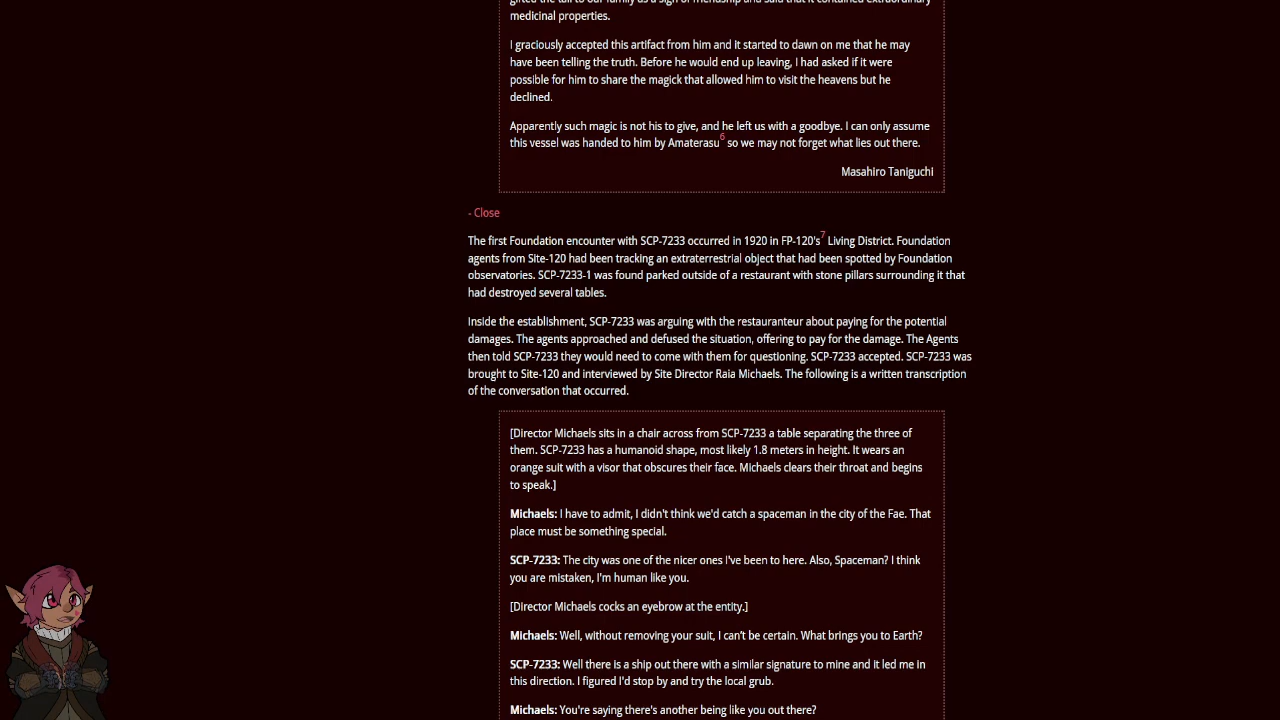 gifted the tail to our family as a sign of friendship and said that it contained extraordinary
medicinal properties.
I graciously accepted this artifact from him and it started to dawn on me that he may
have been telling the truth. Before he would end up leaving, I had asked if it were
possible for him to share the magick that allowed him to visit the heavens but he
declined.
Apparently such magic is not his to give, and he left us with a goodbye. I can only assume
this vessel was handed to him by Amaterasu6 so we may not forget what lies out there.
Masahiro Taniguchi
- Close
The first Foundation encounter with SCP-7233 occurred in 1920 in FP-120's7 Living District. Foundation
agents from Site-120 had been tracking an extraterrestrial object that had been spotted by Foundation
observatories. SCP-7233-1 was found parked outside of a restaurant with stone pillars surrounding it that
had destroyed several tables.
Inside the establishment, SCP-7233 was arguing with the restauranteur about paying for the potential
damages. The agents approached and defused the situation, offering to pay for the damage. The Agents
then told SCP-7233 they would need to come with them for questioning. SCP-7233 accepted. SCP-7233 was
brought to Site-120 and interviewed by Site Director Raia Michaels. The following is a written transcription
of the conversation that occurred.
[Director Michaels sits in a chair across from SCP-7233 a table separating the three of
them. SCP-7233 has a humanoid shape, most likely 1.8 meters in height. It wears an
orange suit with a visor that obscures their face. Michaels clears their throat and begins
to speak.]
Michaels: I have to admit, I didn't think we'd catch a spaceman in the city of the Fae. That
place must be something special.
SCP-7233: The city was one of the nicer ones I've been to here. Also, Spaceman? I think
you are mistaken, I'm human like you.
[Director Michaels cocks an eyebrow at the entity.]
Michaels: Well, without removing your suit, I can't be certain. What brings you to Earth?
SCP-7233: Well there is a ship out there with a similar signature to mine and it led me in
this direction. I figured I'd stop by and try the local grub.
Michaels: You're saying there's another being like you out there?